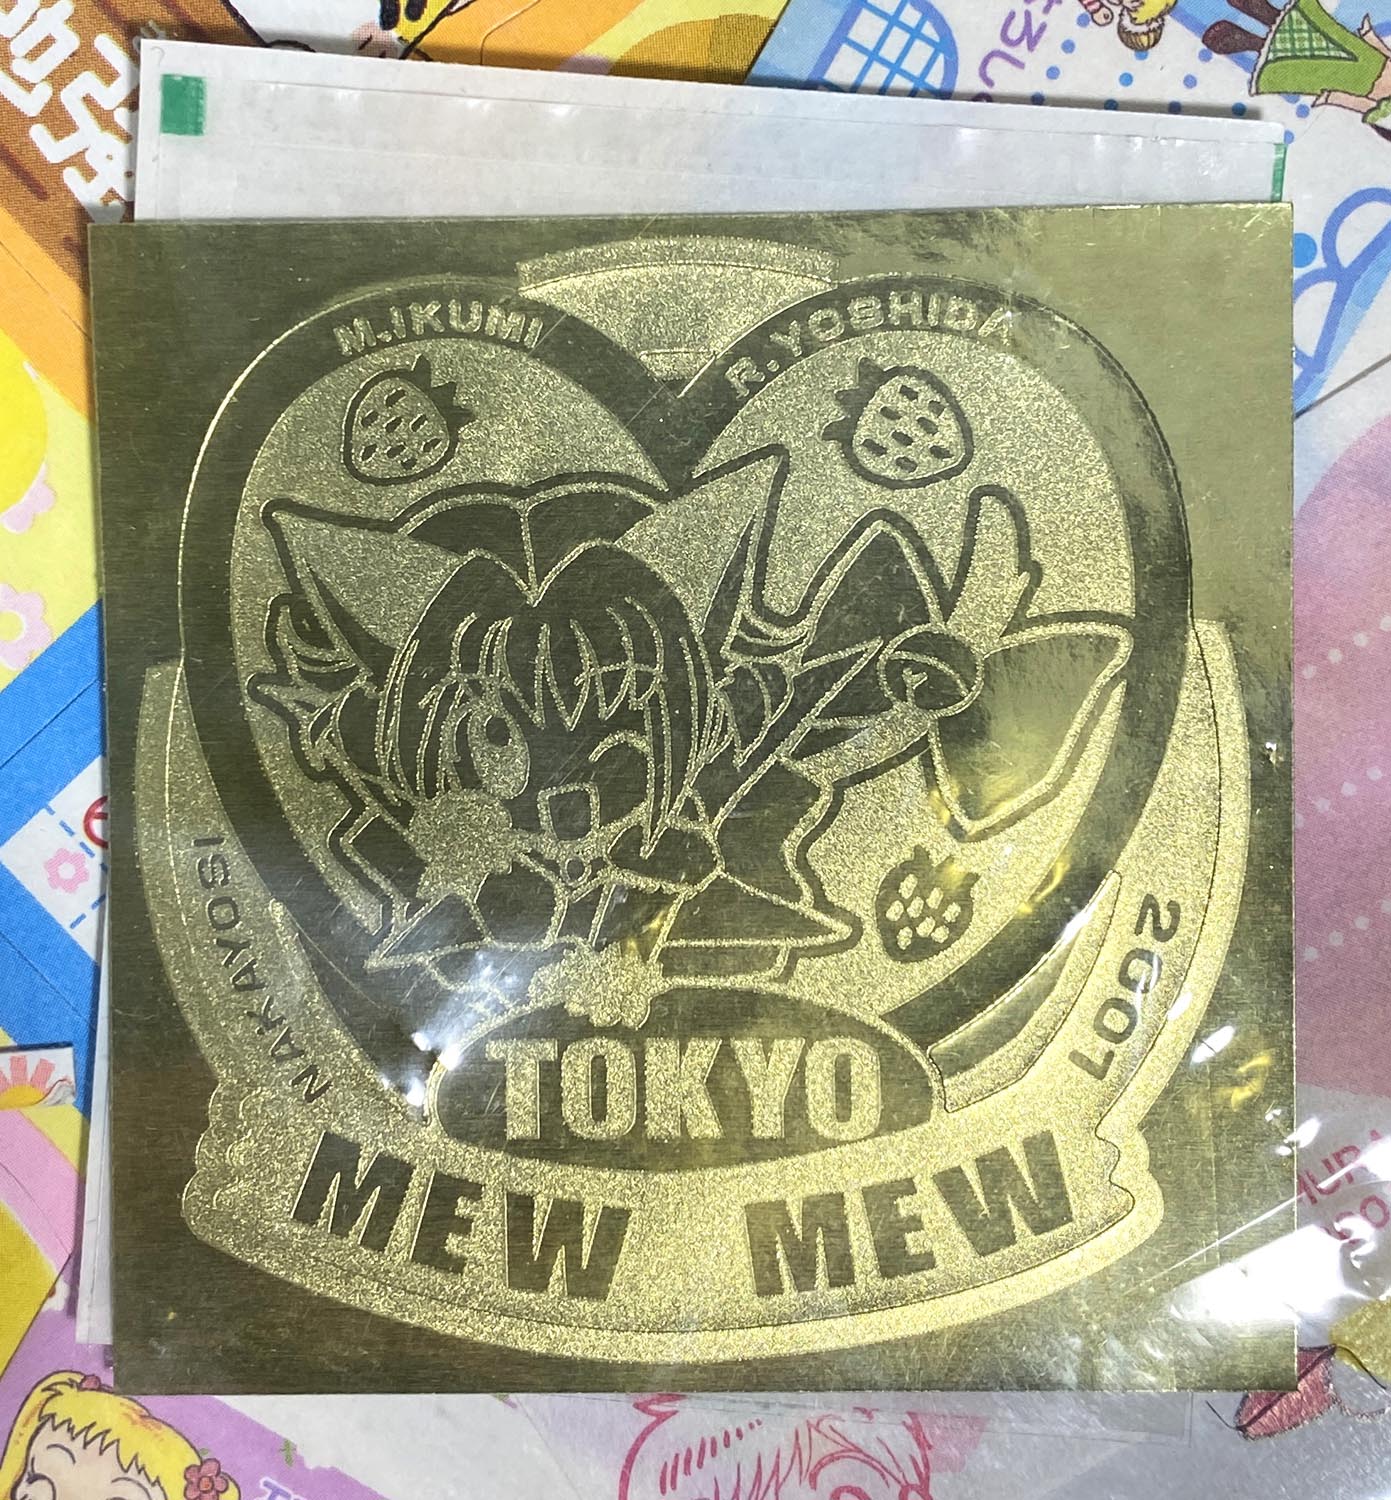 M.IKUMI
R.YOSHIDA
NAKAYOSI
2001
TOKYO
MEW MEW